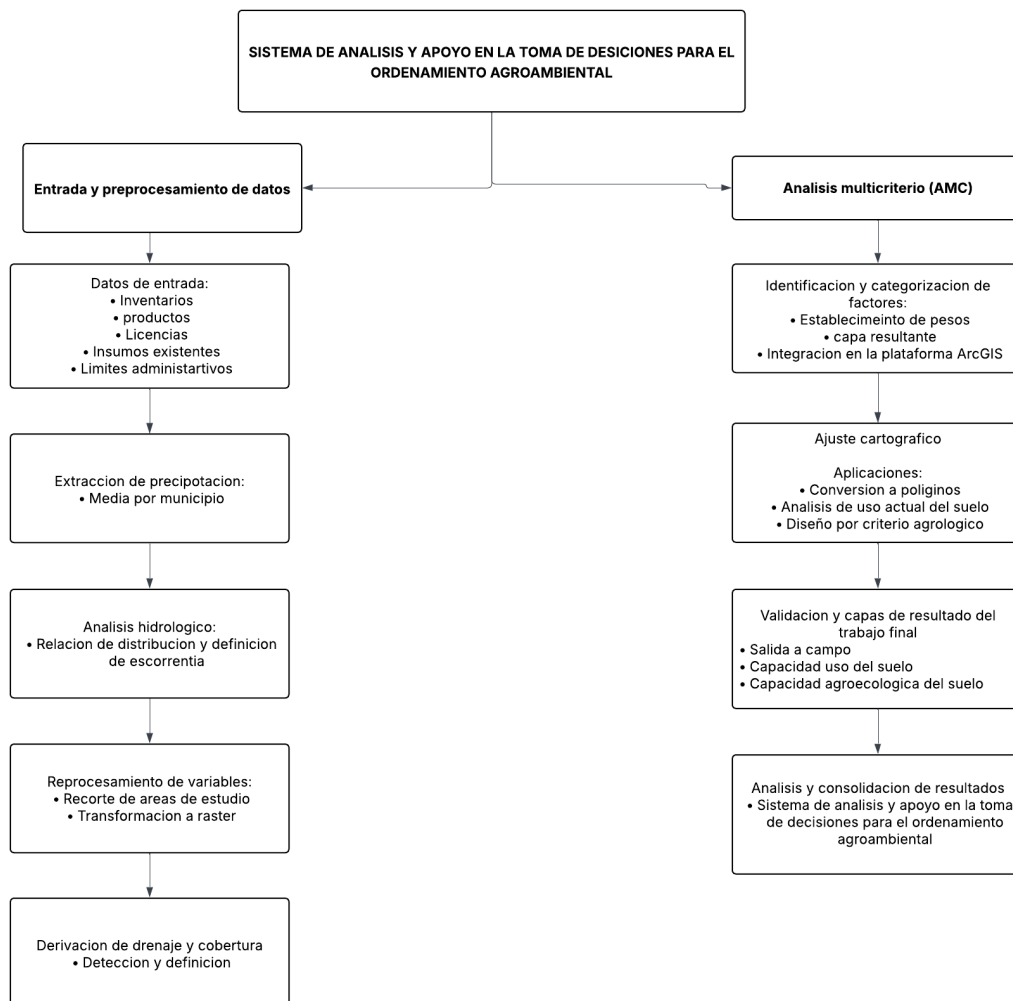 SISTEMA DE ANALISIS Y APOYO EN LA TOMA DE DESICIONES PARA EL
ORDENAMIENTO AGROAMBIENTAL
Entrada y preprocesamiento de datos
Datos de entrada:
• Inventarios
• productos
• Licencias
• Insumos existentes
• Limites administartivos
Extraccion de precipotacion:
• Media por municipio
Analisis hidrologico:
• Relacion de distribucion y definicion
de escorrentia
Reprocesamiento de variables:
• Recorte de areas de estudio
• Transformacion a raster
Derivacion de drenaje y cobertura
• Deteccion y definicion
Analisis multicriterio (AMC)
Identificacion y categorizacion de
factores:
• Establecimeinto de pesos
• capa resultante
• Integracion en la plataforma ArcGIS
Ajuste cartografico
Aplicaciones:
• Conversion a poliginos
• Analisis de uso actual del suelo
• Diseño por criterio agrologico
Validacion y capas de resultado del
trabajo final
• Salida a campo
• Capacidad uso del suelo
• Capacidad agroecologica del suelo
Analisis y consolidacion de resultados
• Sistema de analisis y apoyo en la toma
de decisiones para el ordenamiento
agroambiental